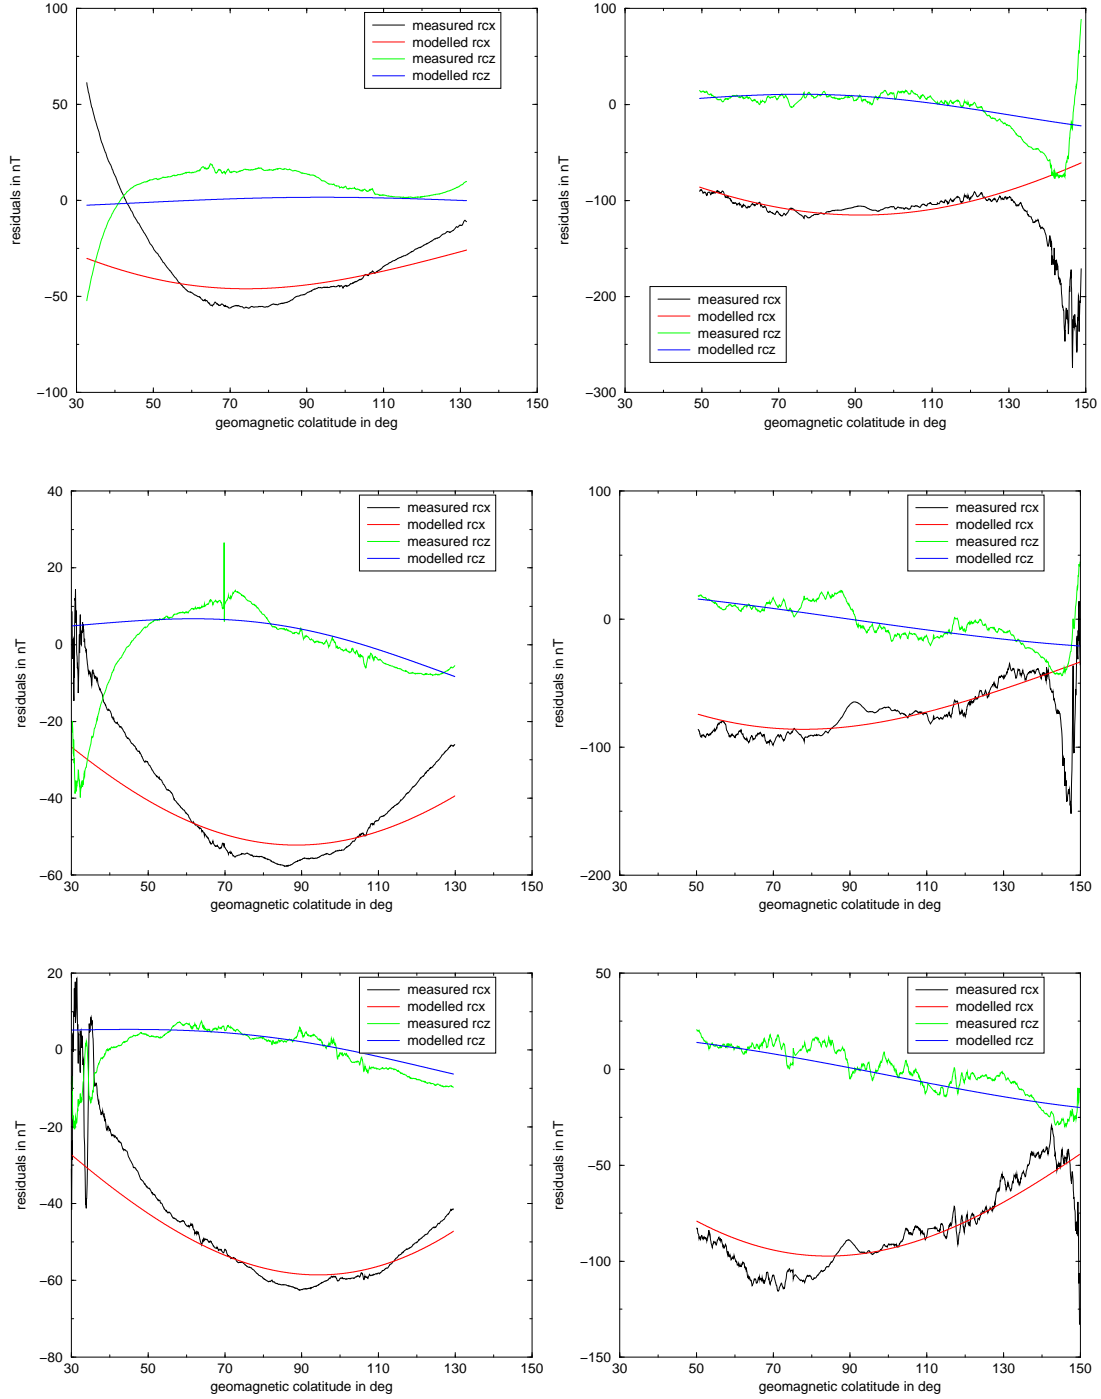 100
50
0
−50
−100
30
50
70
90
110
130
150
geomagnetic colatitude in deg
residuals in nT
measured rcx
modelled rcx
measured rcz
modelled rcz
100
0
−100
−200
−300
30
50
70
90
110
130
150
geomagnetic colatitude in deg
residuals in nT
measured rcx
modelled rcx
measured rcz
modelled rcz
40
20
0
−20
−40
−60
30
50
70
90
110
130
150
geomagnetic colatitude in deg
residuals in nT
measured rcx
modelled rcx
measured rcz
modelled rcz
100
0
−100
−200
30
50
70
90
110
130
150
geomagnetic colatitude in deg
residuals in nT
measured rcx
modelled rcx
measured rcz
modelled rcz
20
0
−20
−40
−60
−80
30
50
70
90
110
130
150
geomagnetic colatitude in deg
residuals in nT
measured rcx
modelled rcx
measured rcz
modelled rcz
50
0
−50
−100
−150
30
50
70
90
110
130
150
geomagnetic colatitude in deg
residuals in nT
measured rcx
modelled rcx
measured rcz
modelled rcz